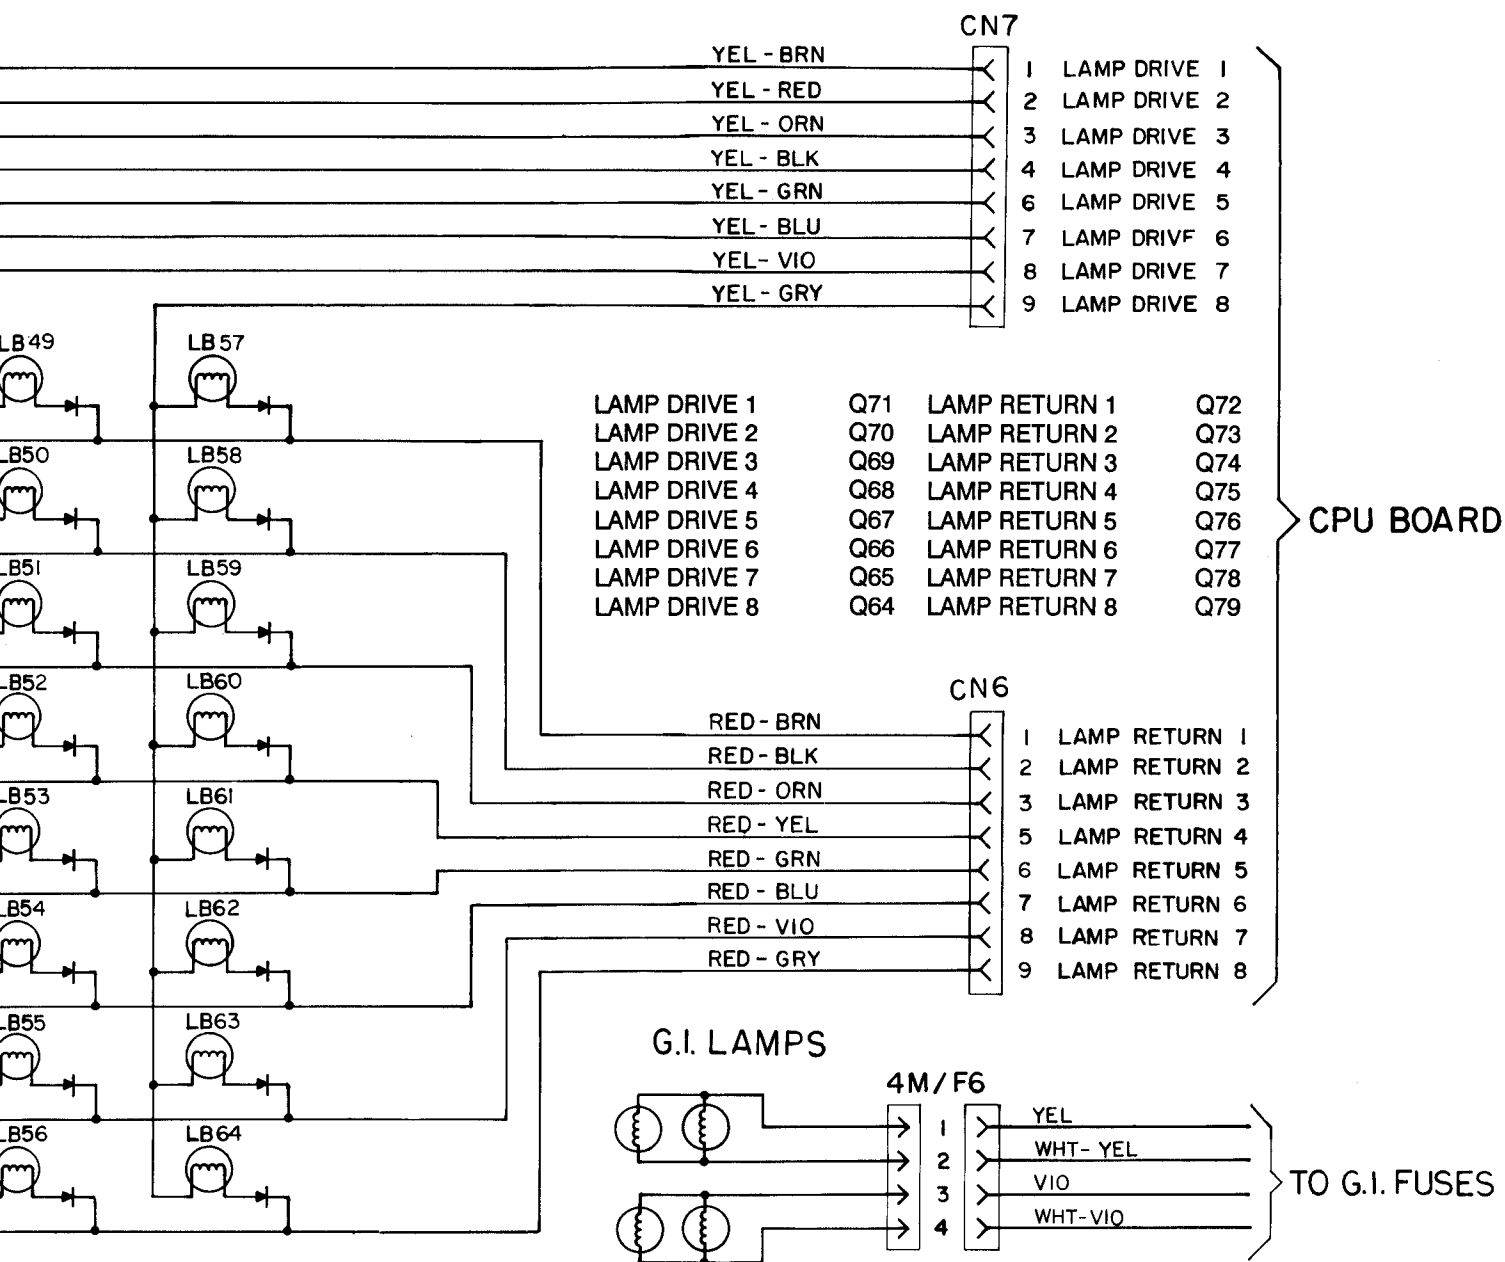 CN7
YEL - BRN 1 LAMP DRIVE 1
YEL - RED 2 LAMP DRIVE 2
YEL - ORN 3 LAMP DRIVE 3
YEL - BLK 4 LAMP DRIVE 4
YEL - GRN 6 LAMP DRIVE 5
YEL - BLU 7 LAMP DRIVE 6
YEL- VIO 8 LAMP DRIVE 7
YEL - GRY 9 LAMP DRIVE 8
LB49 LB57
LAMP DRIVE 1 Q71 LAMP RETURN 1 Q72
LAMP DRIVE 2 Q70 LAMP RETURN 2 Q73
LB50 LB58
LAMP DRIVE 3 Q69 LAMP RETURN 3 Q74
LAMP DRIVE 4 Q68 LAMP RETURN 4 Q75
LAMP DRIVE 5 Q67 LAMP RETURN 5 Q76
CPU BOARD
LAMP DRIVE 6 Q66 LAMP RETURN 6 Q77
LB51 LB59
LAMP DRIVE 7 Q65 LAMP RETURN 7 Q78
LAMP DRIVE 8 Q64 LAMP RETURN 8 Q79
LB52 LB60
CN6
RED - BRN 1 LAMP RETURN 1
RED - BLK 2 LAMP RETURN 2
LB53 LB61
RED - ORN 3 LAMP RETURN 3
RED - YEL 5 LAMP RETURN 4
RED - GRN 6 LAMP RETURN 5
RED - BLU 7 LAMP RETURN 6
LB54 LB62
RED - VIO 8 LAMP RETURN 7
RED - GRY 9 LAMP RETURN 8
LB55 LB63
G.I. LAMPS
4M/F6
1 YEL
LB56 LB64
2 WHT- YEL
3 VIO
TO G.I. FUSES
4 WHT-VIO